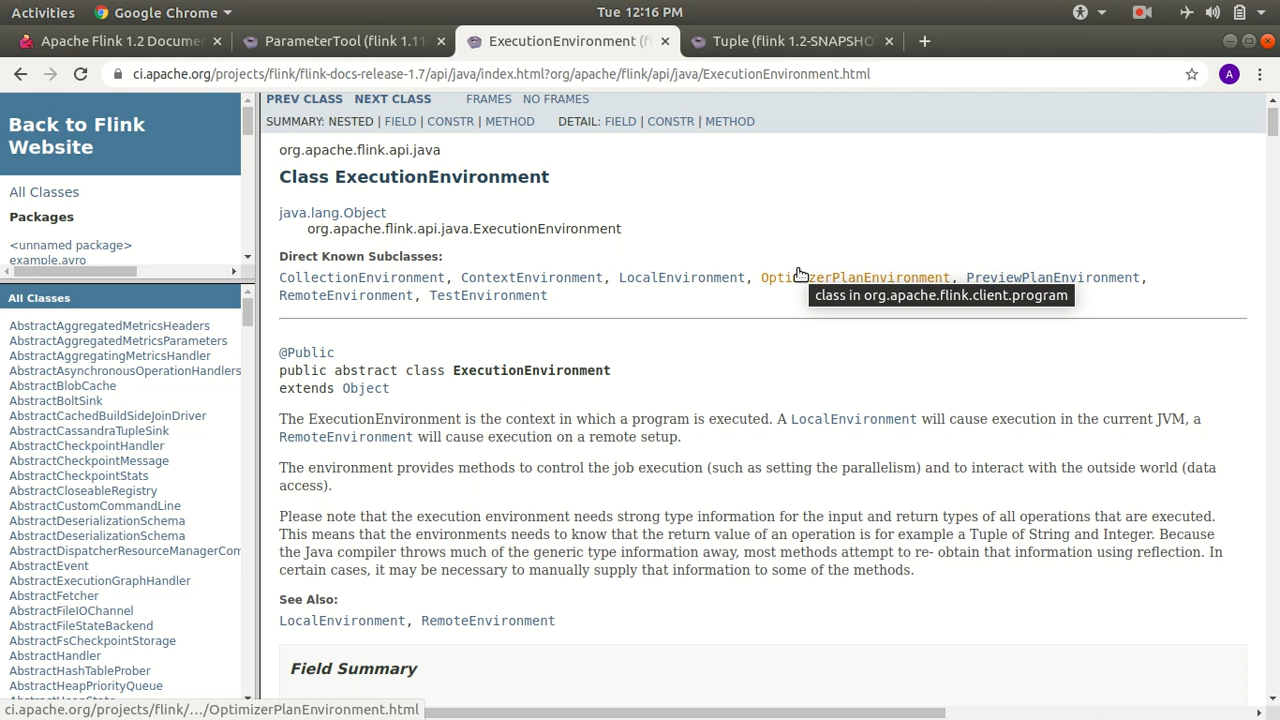 Activities Google Chrome Tue 12:16 PM
Apache Flink 1.2 Docume
ParameterTool (flink 1.11
ExecutionEnvironment (f
Tuple (flink 1.2-SNAPSHO
ci.apache.org/projects/flink/flink-docs-release-1.7/api/java/index.html?org/apache/flink/api/java/ExecutionEnvironment.html
A
Back to Flink
Website
All Classes
Packages
<unnamed package>
example.avro
All Classes
AbstractAggregatedMetricsHeaders
AbstractAggregatedMetricsParameters
AbstractAggregatingMetricsHandler
AbstractAsynchronousOperationHandlers
AbstractBlobCache
AbstractBoltSink
AbstractCachedBuildSideJoinDriver
AbstractCassandraTupleSink
AbstractCheckpointHandler
AbstractCheckpointMessage
AbstractCheckpointStats
AbstractCloseableRegistry
AbstractCustomCommandLine
AbstractDeserializationSchema
AbstractDeserializationSchema
AbstractDispatcherResourceManagerCom
AbstractEvent
AbstractExecutionGraphHandler
AbstractFetcher
AbstractFileIOChannel
AbstractFileStateBackend
AbstractFsCheckpointStorage
AbstractHandler
AbstractHashTableProber
AbstractHeapPriorityQueue
PREV CLASS NEXT CLASS FRAMES NO FRAMES
SUMMARY: NESTED | FIELD | CONSTR | METHOD DETAIL: FIELD | CONSTR | METHOD
org.apache.flink.api.java
Class ExecutionEnvironment
java.lang.Object
org.apache.flink.api.java.ExecutionEnvironment
Direct Known Subclasses:
CollectionEnvironment, ContextEnvironment, LocalEnvironment, OptimizerPlanEnvironment, PreviewPlanEnvironment,
RemoteEnvironment, TestEnvironment
class in org.apache.flink.client.program
@Public
public abstract class ExecutionEnvironment
extends Object
The ExecutionEnvironment is the context in which a program is executed. A LocalEnvironment will cause execution in the current JVM, a
RemoteEnvironment will cause execution on a remote setup.
The environment provides methods to control the job execution (such as setting the parallelism) and to interact with the outside world (data
access).
Please note that the execution environment needs strong type information for the input and return types of all operations that are executed.
This means that the environments needs to know that the return value of an operation is for example a Tuple of String and Integer. Because
the Java compiler throws much of the generic type information away, most methods attempt to re- obtain that information using reflection. In
certain cases, it may be necessary to manually supply that information to some of the methods.
See Also:
LocalEnvironment, RemoteEnvironment
Field Summary
ci.apache.org/projects/flink/.../OptimizerPlanEnvironment.html